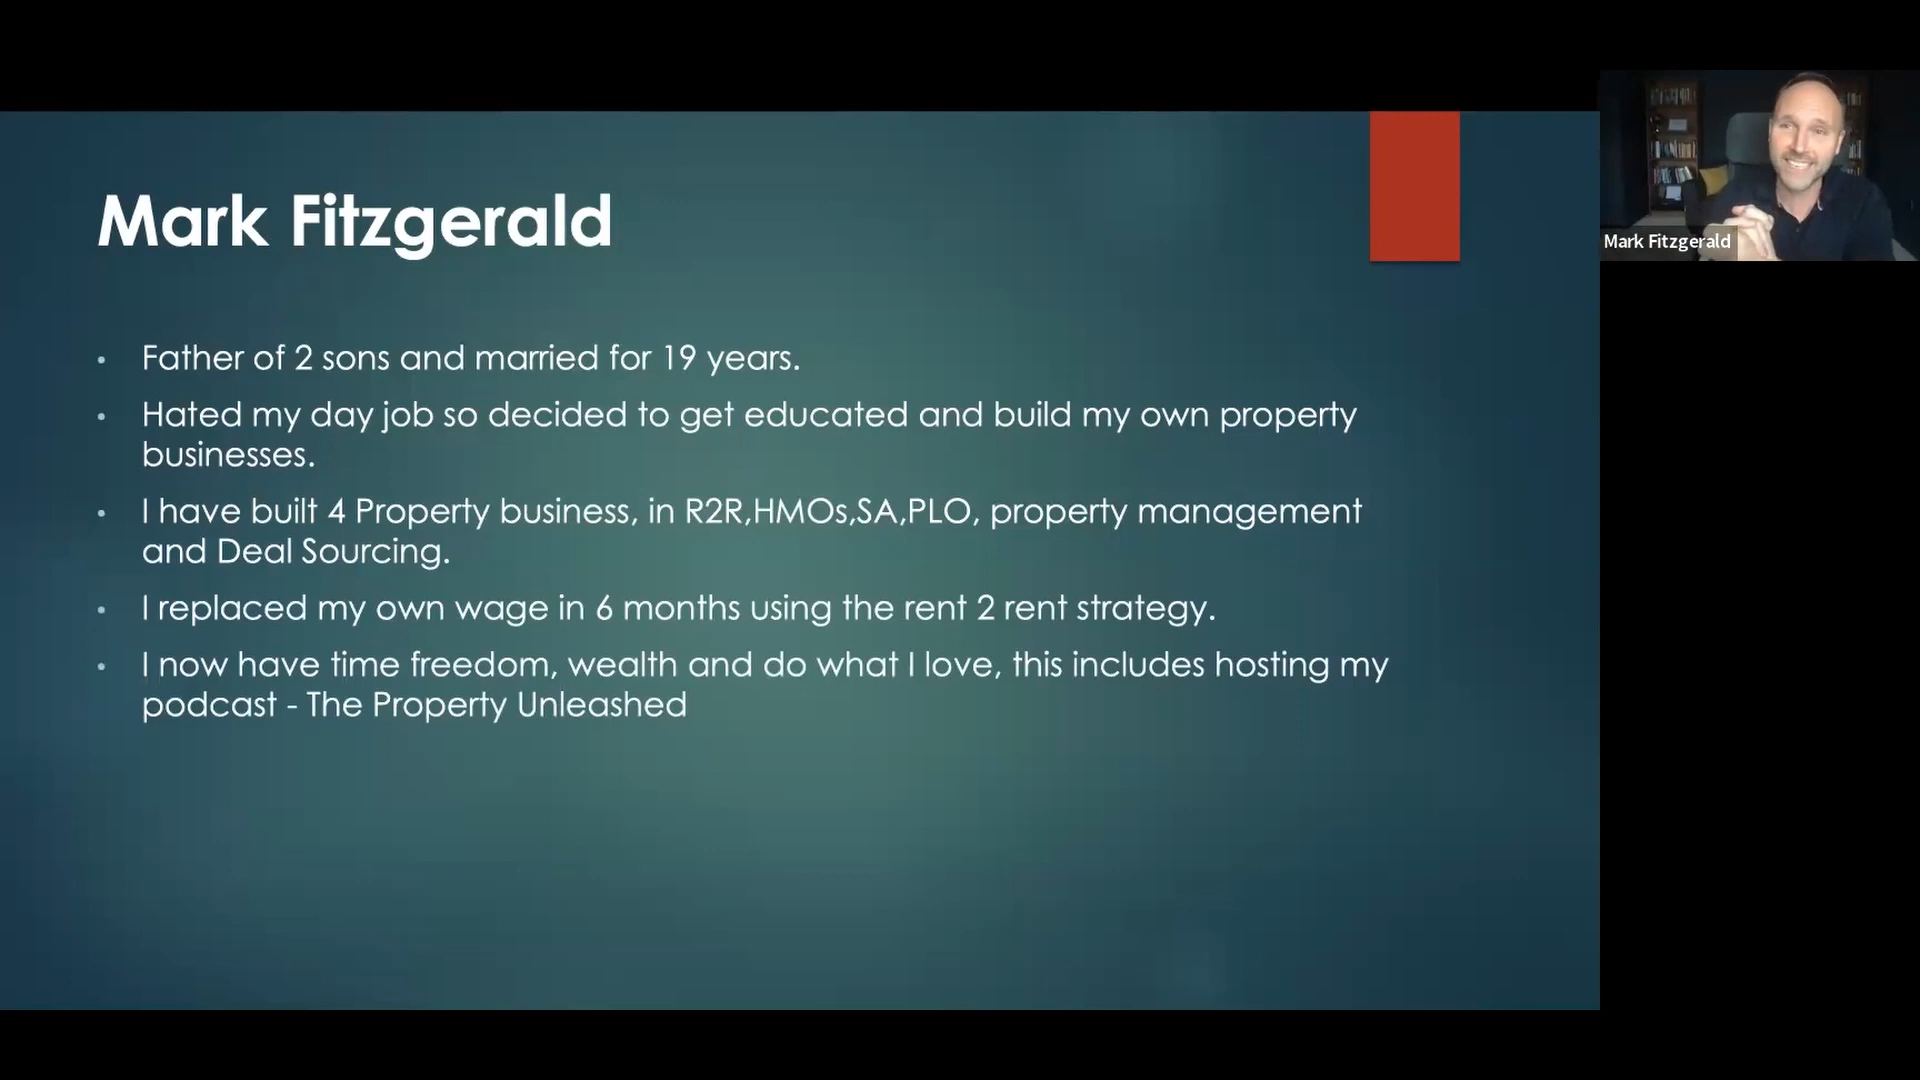 Mark Fitzgerald
Father of 2 sons and married for 19 years.
Hated my day job so decided to get educated and build my own property
businesses.
I have built 4 Property business, in R2R,HMOs,SA,PLO, property management
and Deal Sourcing.
I replaced my own wage in 6 months using the rent 2 rent strategy.
I now have time freedom, wealth and do what I love, this includes hosting my
podcast - The Property Unleashed
Mark Fitzgerald